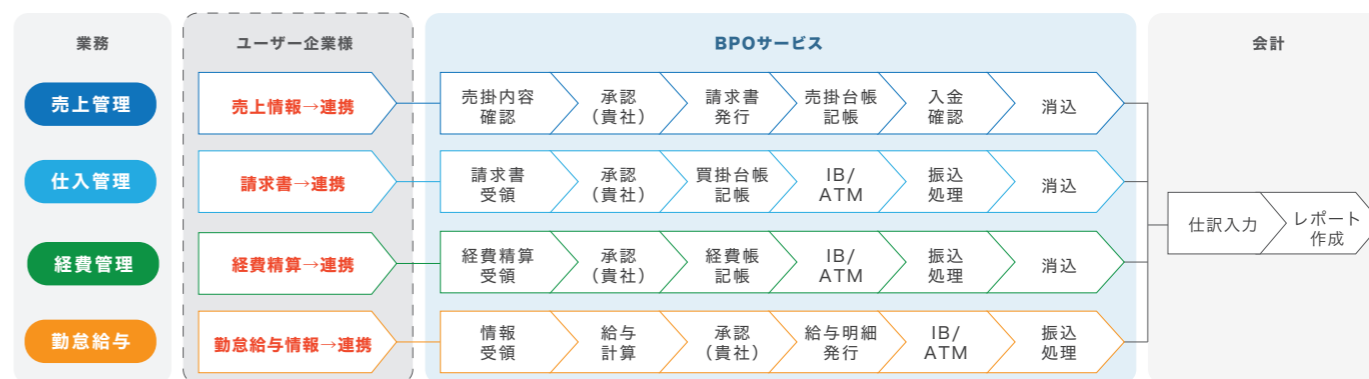 業務
ユーザー企業様
BPOサービス
会計
売上管理
売上情報→連携
売掛内容
確認
承認
(貴社)
請求書
発行
売掛台帳
記帳
入金
確認
消込
仕入管理
請求書→連携
請求書
受領
承認
(貴社)
買掛台帳
記帳
IB/
ATM
振込
処理
消込
仕訳入力
レポート
作成
経費管理
経費精算→連携
経費精算
受領
承認
(貴社)
経費帳
記帳
IB/
ATM
振込
処理
消込
勤怠給与
勤怠給与情報→連携
情報
受領
給与
計算
承認
(貴社)
給与明細
発行
IB/
ATM
振込
処理